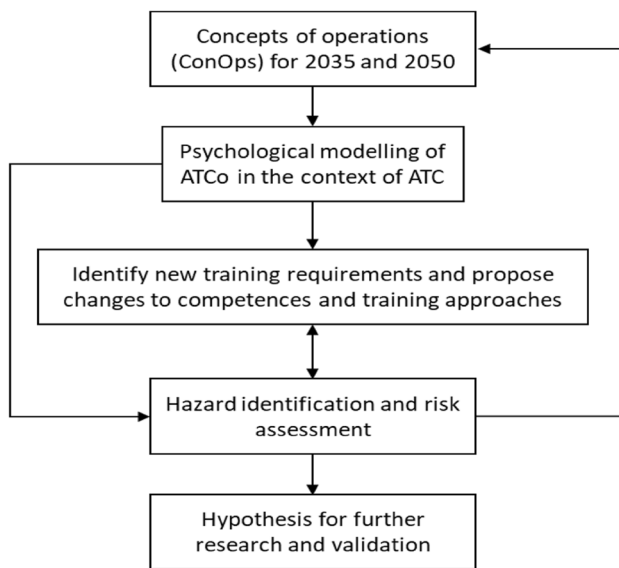 Concepts of operations
(ConOps) for 2035 and 2050
Psychological modelling of
ATCo in the context of ATC
Identify new training requirements and propose
changes to competences and training approaches
Hazard identification and risk
assessment
Hypothesis for further
research and validation